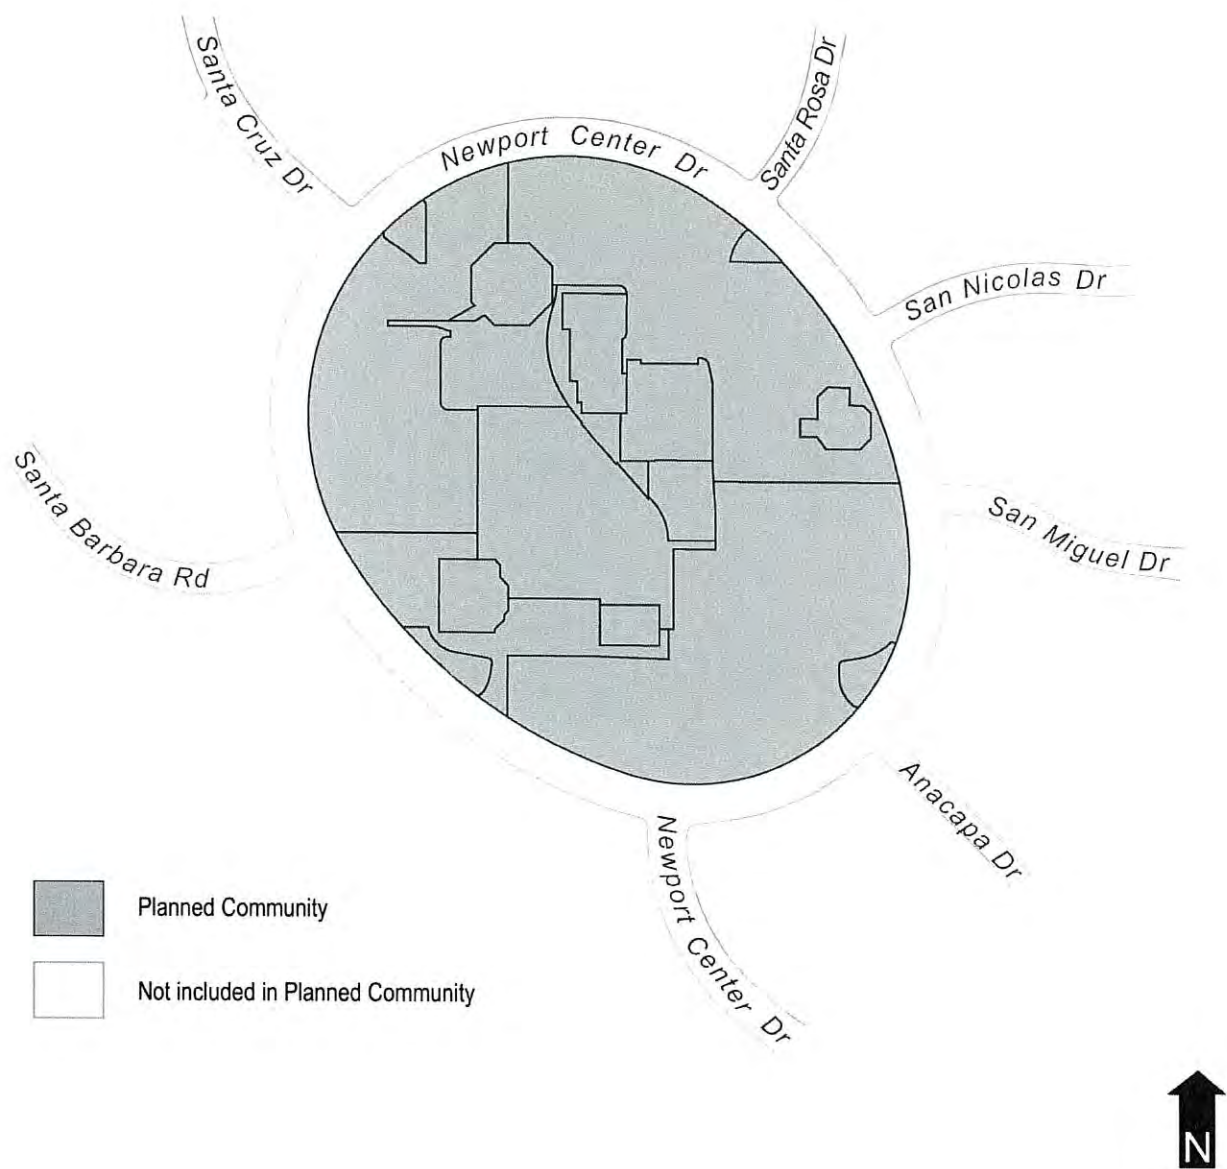 Santa Cruz Dr
Newport Center Dr
Santa Rosa Dr
San Nicolas Dr
Santa Barbara Rd
San Miguel Dr
Anacapa Dr
Newport Center Dr
Planned Community
Not included in Planned Community
N